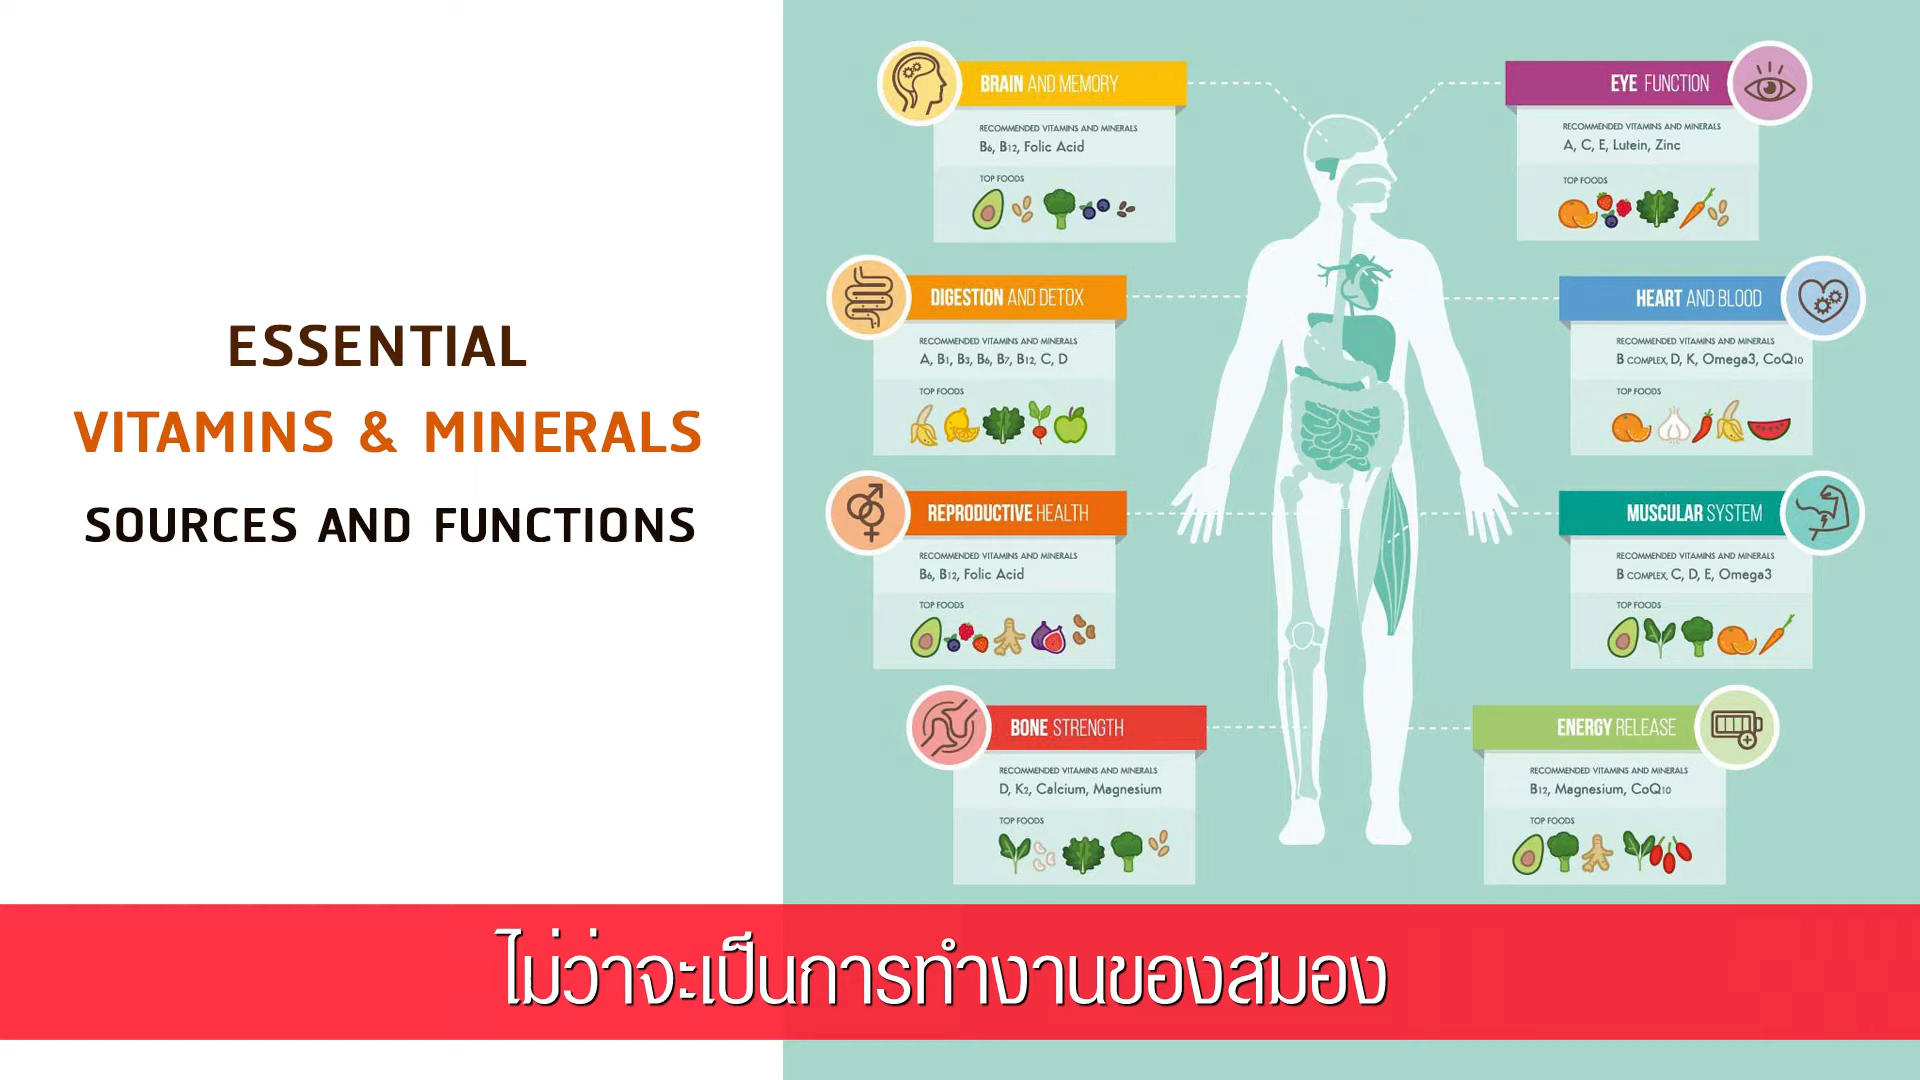 ESSENTIAL
VITAMINS & MINERALS
SOURCES AND FUNCTIONS
BRAIN AND MEMORY
RECOMMENDED VITAMINS AND MINERALS
B6, B12, Folic Acid
TOP FOODS
DIGESTION AND DETOX
RECOMMENDED VITAMINS AND MINERALS
A, B1, B3, B6, B7, B12, C, D
TOP FOODS
REPRODUCTIVE HEALTH
RECOMMENDED VITAMINS AND MINERALS
B6, B12, Folic Acid
TOP FOODS
BONE STRENGTH
RECOMMENDED VITAMINS AND MINERALS
D, K2, Calcium, Magnesium
TOP FOODS
EYE FUNCTION
RECOMMENDED VITAMINS AND MINERALS
A, C, E, Lutein, Zinc
TOP FOODS
HEART AND BLOOD
RECOMMENDED VITAMINS AND MINERALS
B COMPLEX, D, K, Omega3, CoQ10
TOP FOODS
MUSCULAR SYSTEM
RECOMMENDED VITAMINS AND MINERALS
B COMPLEX, C, D, E, Omega3
TOP FOODS
ENERGY RELEASE
RECOMMENDED VITAMINS AND MINERALS
B12, Magnesium, CoQ10
TOP FOODS
ไม่ว่าจะเป็นการทำงานของสมอง